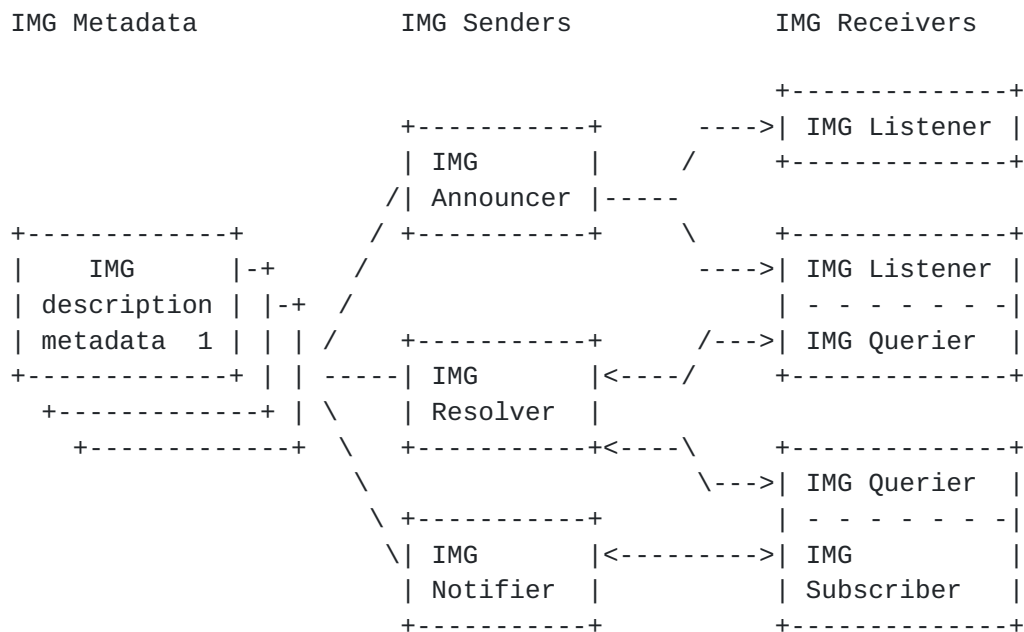 IMG Metadata IMG Senders IMG Receivers
IMG Listener
IMG
Announcer
IMG IMG Listener
description
metadata 1 IMG Querier
IMG
Resolver
IMG Querier
IMG IMG
Notifier Subscriber